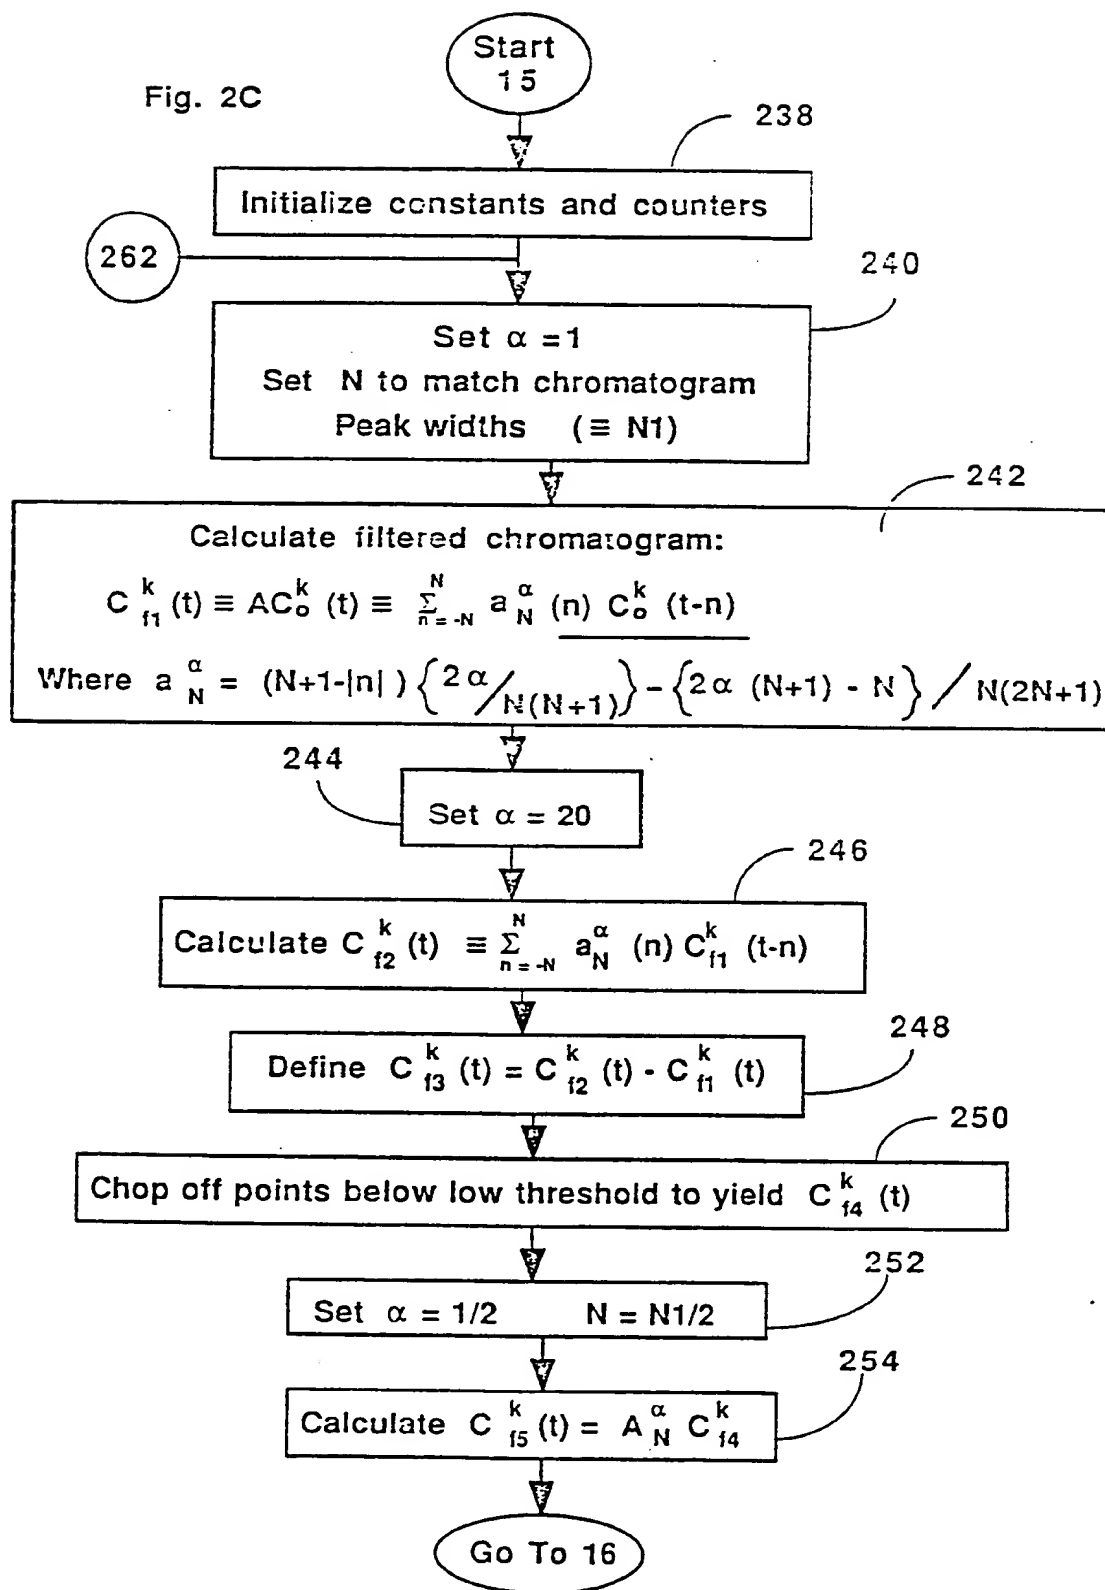 Start
15
Fig. 2C
238
Initialize constants and counters
262
240
Set α = 1
Set N to match chromatogram
Peak widths (≡ N1)
242
Calculate filtered chromatogram:
C^k_f1 (t) ≡ AC^k_o (t) ≡ Σ^N_n=-N a^α_N (n) C^k_o (t-n)
Where a^α_N = (N+1-|n|) {2α/N(N+1)} - {2α (N+1) - N} / N(2N+1)
244
Set α = 20
246
Calculate C^k_f2 (t) ≡ Σ^N_n=-N a^α_N (n) C^k_f1 (t-n)
248
Define C^k_f3 (t) = C^k_f2 (t) - C^k_f1 (t)
250
Chop off points below low threshold to yield C^k_f4 (t)
252
Set α = 1/2 N = N1/2
254
Calculate C^k_f5 (t) = A^α_N C^k_f4
Go To 16